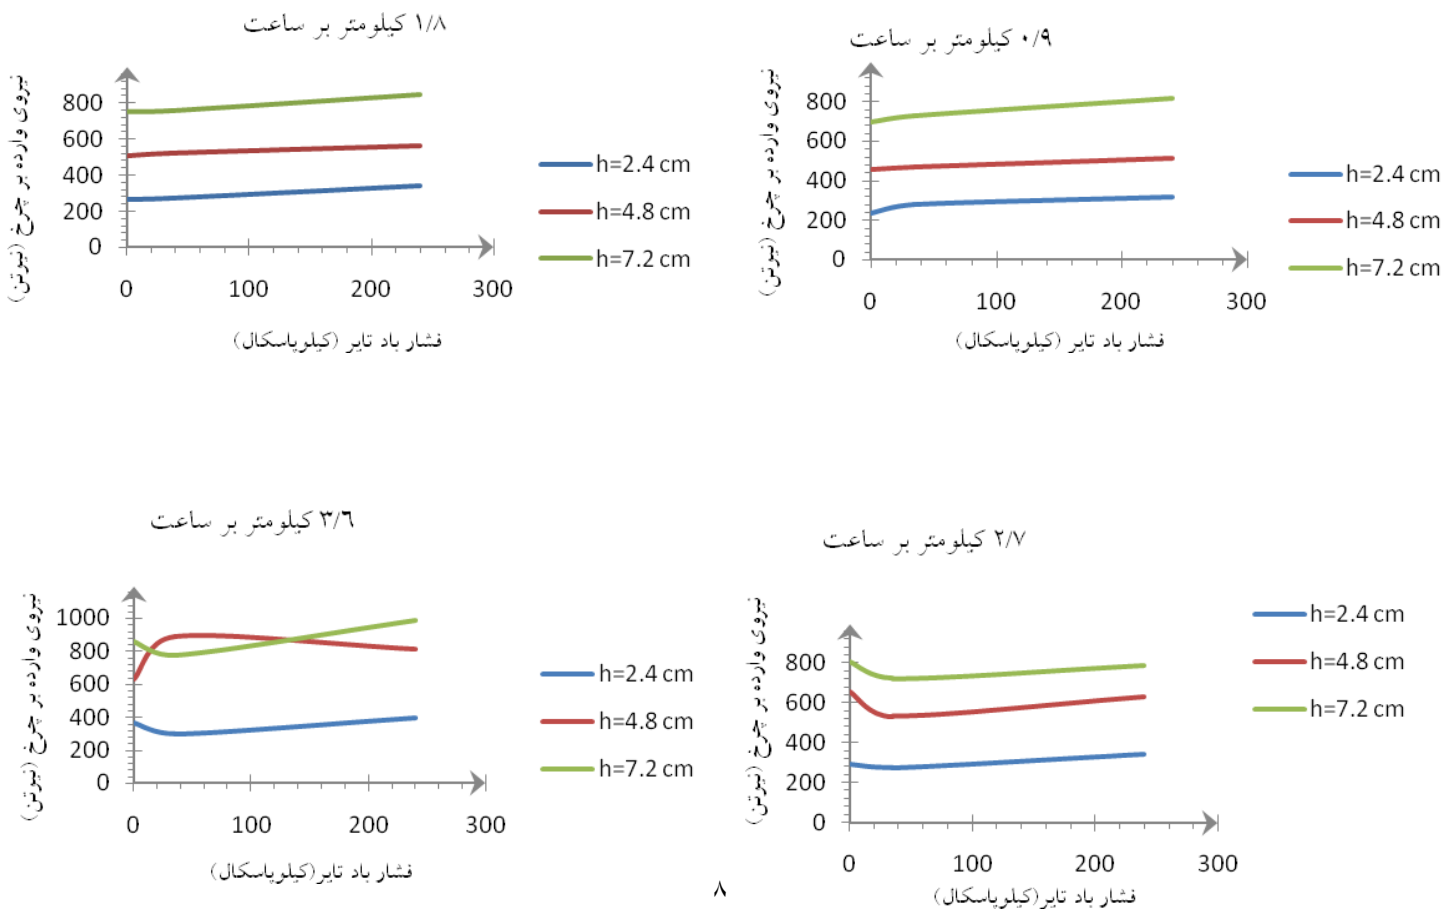 ۱/۸ کیلومتر بر ساعت
نیروی وارده بر چرخ (نیوتن)
800
600
400
200
0
0 100 200 300
فشار باد تایر (کیلوپاسکال)
h=2.4 cm
h=4.8 cm
h=7.2 cm
۰/۹ کیلومتر بر ساعت
نیروی وارده بر چرخ (نیوتن)
800
600
400
200
0
0 100 200 300
فشار باد تایر (کیلوپاسکال)
h=2.4 cm
h=4.8 cm
h=7.2 cm
۳/۶ کیلومتر بر ساعت
نیروی وارده بر چرخ (نیوتن)
1000
800
600
400
200
0
0 100 200 300
فشار باد تایر(کیلوپاسکال)
h=2.4 cm
h=4.8 cm
h=7.2 cm
۲/۷ کیلومتر بر ساعت
نیروی وارده بر چرخ (نیوتن)
800
600
400
200
0
0 100 200 300
فشار باد تایر(کیلوپاسکال)
h=2.4 cm
h=4.8 cm
h=7.2 cm
۸